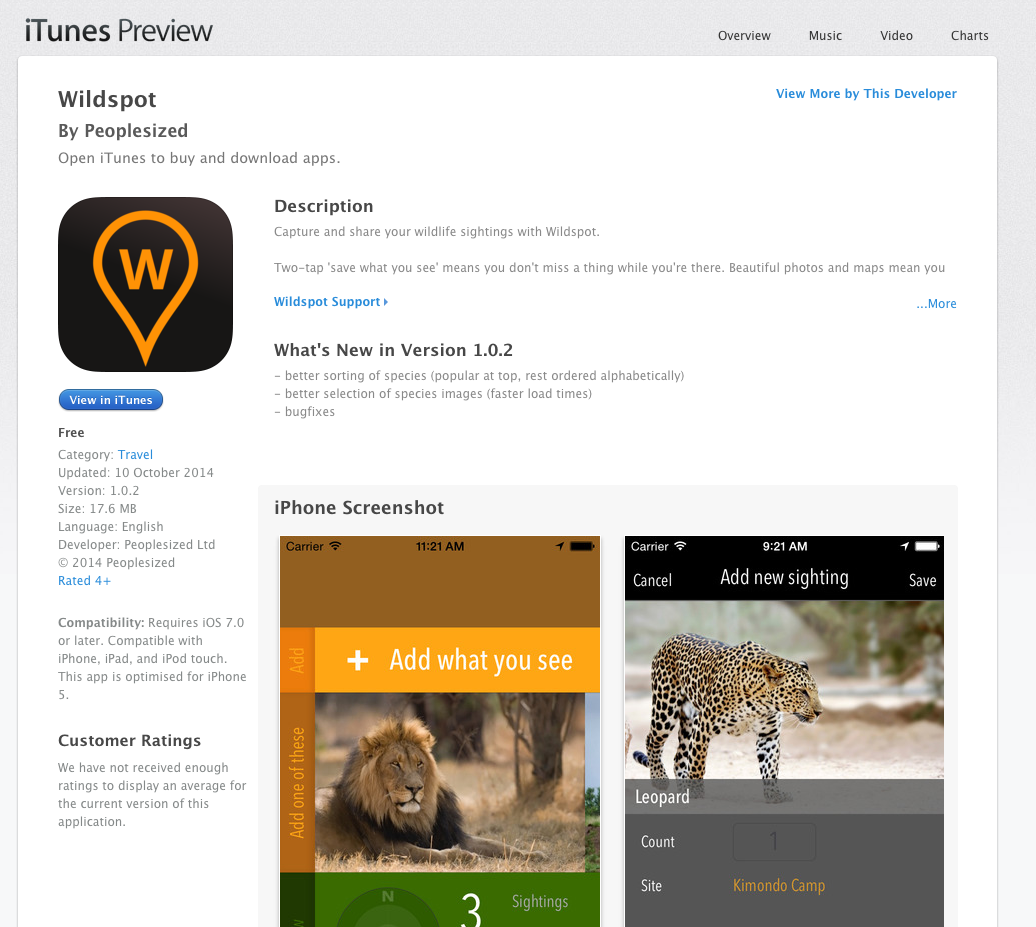 iTunes Preview
Overview Music Video Charts
Wildspot
View More by This Developer
By Peoplesized
Open iTunes to buy and download apps.
W
View in iTunes
Free
Category: Travel
Updated: 10 October 2014
Version: 1.0.2
Size: 17.6 MB
Language: English
Developer: Peoplesized Ltd
© 2014 Peoplesized
Rated 4+
Compatibility: Requires iOS 7.0
or later. Compatible with
iPhone, iPad, and iPod touch.
This app is optimised for iPhone
5.
Customer Ratings
We have not received enough
ratings to display an average for
the current version of this
application.
Description
Capture and share your wildlife sightings with Wildspot.
Two-tap 'save what you see' means you don't miss a thing while you're there. Beautiful photos and maps mean you
Wildspot Support
...More
What's New in Version 1.0.2
- better sorting of species (popular at top, rest ordered alphabetically)
- better selection of species images (faster load times)
- bugfixes
iPhone Screenshot
Carrier 11:21 AM
Add
+ Add what you see
Add one of these
N
3 Sightings
Carrier 9:21 AM
Cancel Add new sighting Save
Leopard
Count 1
Site Kimondo Camp